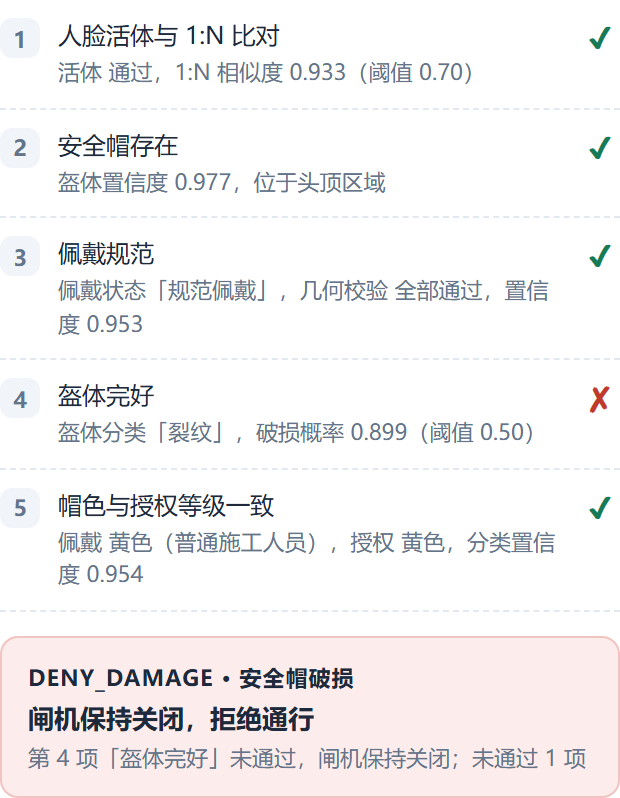 1 人脸活体与 1:N 比对 ✓
活体 通过，1:N 相似度 0.933（阈值 0.70）
2 安全帽存在 ✓
盔体置信度 0.977，位于头顶区域
3 佩戴规范 ✓
佩戴状态「规范佩戴」，几何校验 全部通过，置信
度 0.953
4 盔体完好 ✗
盔体分类「裂纹」，破损概率 0.899（阈值 0.50）
5 帽色与授权等级一致 ✓
佩戴 黄色（普通施工人员），授权 黄色，分类置信
度 0.954
DENY_DAMAGE · 安全帽破损
闸机保持关闭，拒绝通行
第 4 项「盔体完好」未通过，闸机保持关闭；未通过 1 项